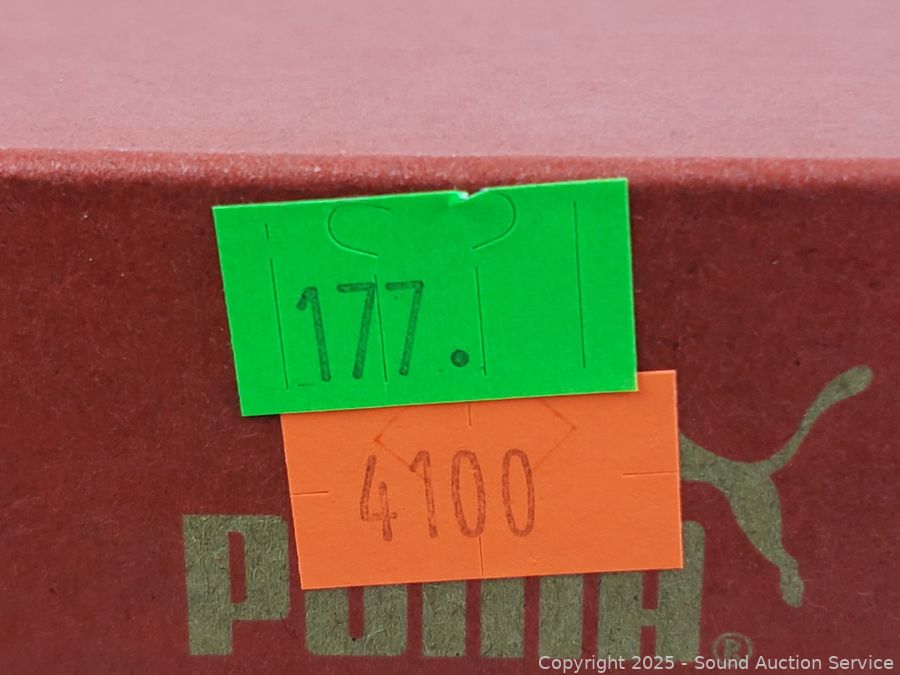 177.
4100
PUMA®
Copyright 2025 - Sound Auction Service